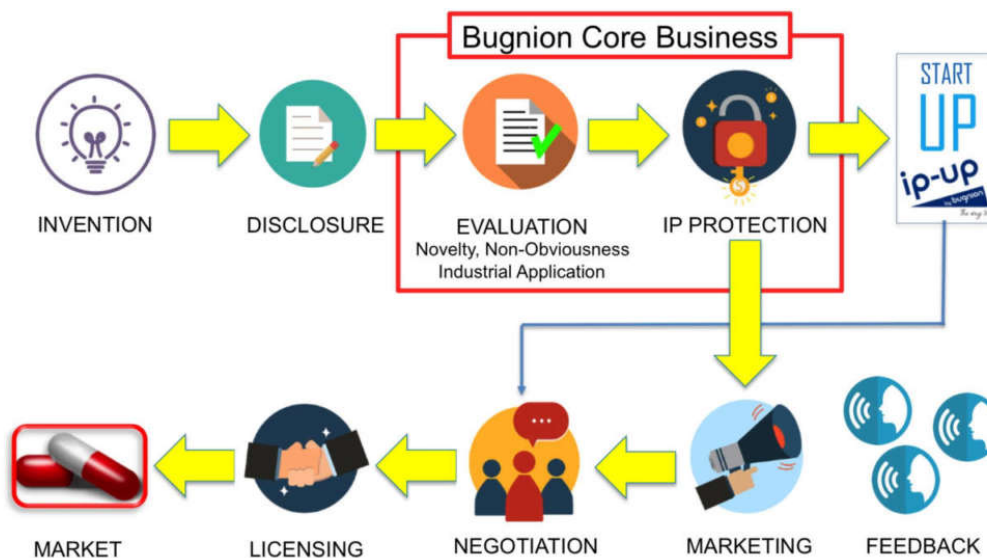 Bugnion Core Business
START
UP
ip-up
by bugnion
INVENTION
DISCLOSURE
EVALUATION
Novelty, Non-Obviousness
Industrial Application
IP PROTECTION
MARKET
LICENSING
NEGOTIATION
MARKETING
FEEDBACK